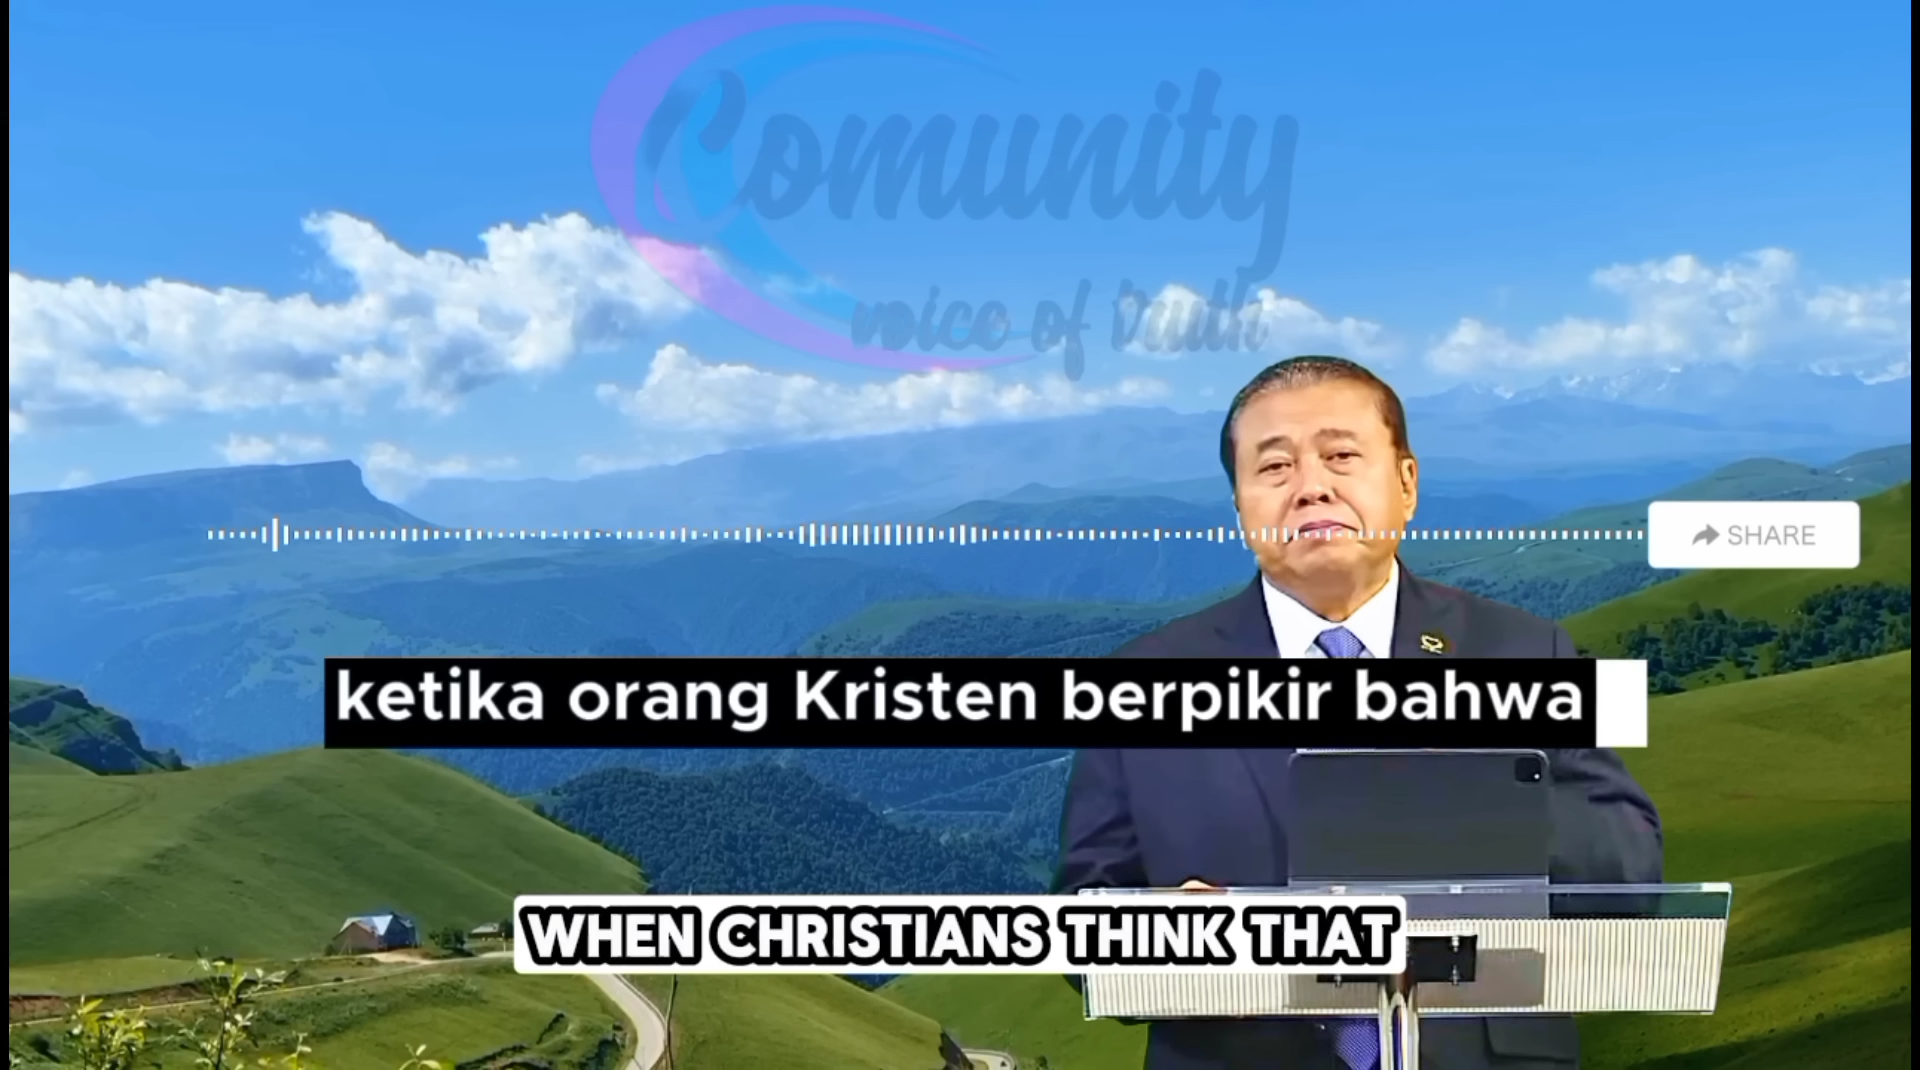 Comunity
voice of Truth
SHARE
ketika orang Kristen berpikir bahwa
WHEN CHRISTIANS THINK THAT